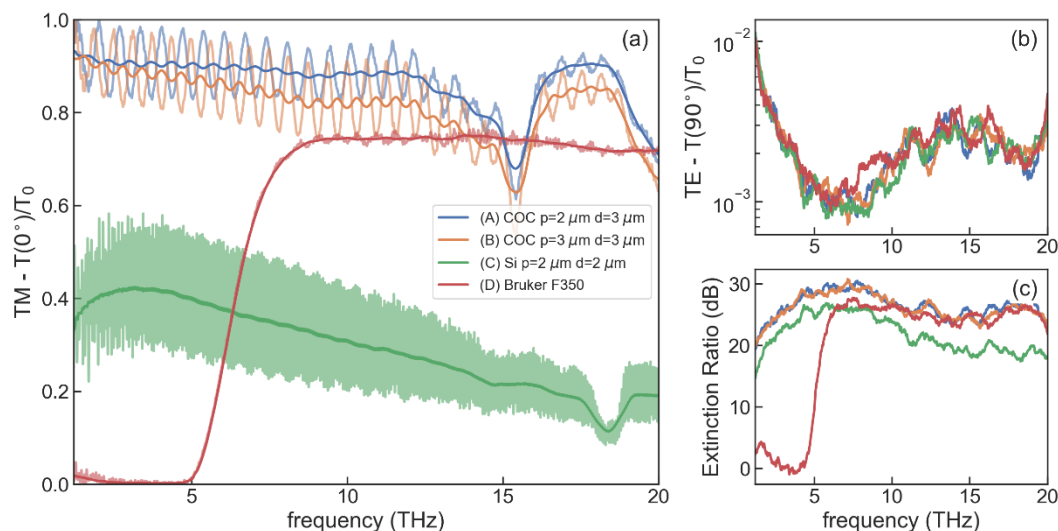 (a)
TM - T(0°)/T₀
1.0
0.8
0.6
0.4
0.2
0.0
5
10
15
20
frequency (THz)
(A) COC p=2 μm d=3 μm
(B) COC p=3 μm d=3 μm
(C) Si p=2 μm d=2 μm
(D) Bruker F350
(b)
TE - T(90°)/T₀
10⁻²
10⁻³
5
10
15
20
(c)
Extinction Ratio (dB)
30
20
10
0
5
10
15
20
frequency (THz)